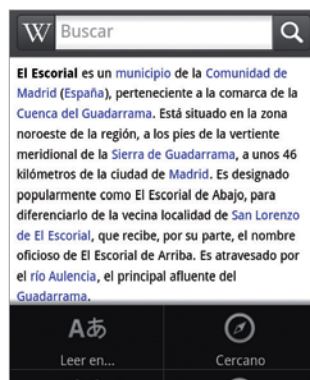 W Buscar
El Escorial es un municipio de la Comunidad de
Madrid (España), perteneciente a la comarca de la
Cuenca del Guadarrama. Está situado en la zona
noroeste de la región, a los pies de la vertiente
meridional de la Sierra de Guadarrama, a unos 46
kilómetros de la ciudad de Madrid. Es designado
popularmente como El Escorial de Abajo, para
diferenciarlo de la vecina localidad de San Lorenzo
de El Escorial, que recibe, por su parte, el nombre
oficioso de El Escorial de Arriba. Es atravesado por
el río Aulencia, el principal afluente del
Guadarrama.
Aあ
Leer en... Cercano